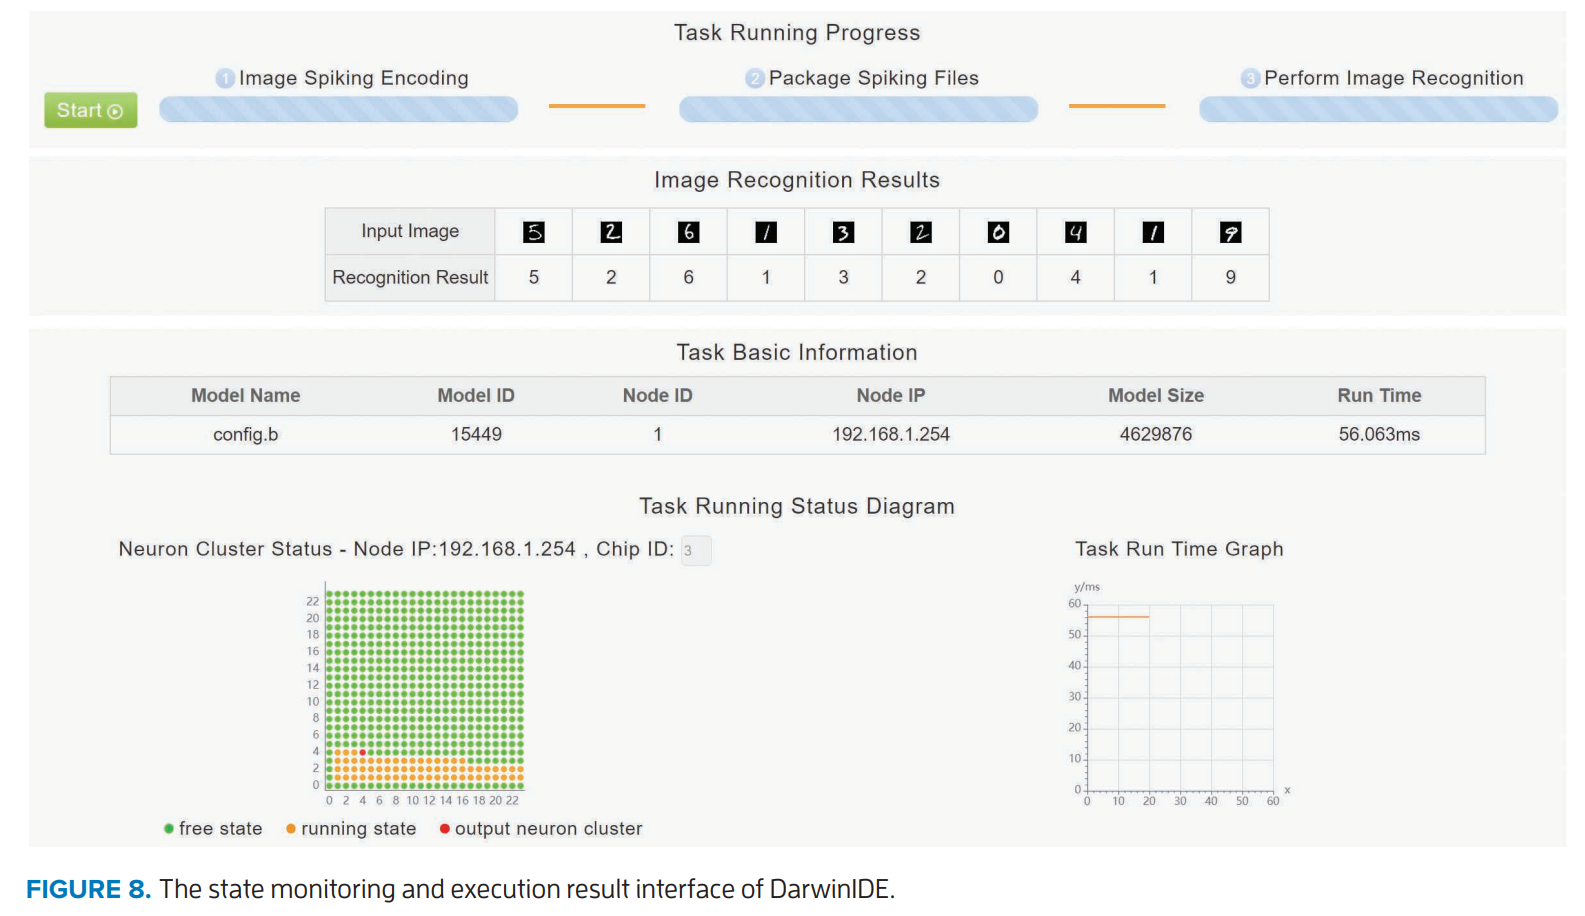 Task Running Progress
1 Image Spiking Encoding
2 Package Spiking Files
3 Perform Image Recognition
Start
Image Recognition Results
Input Image 5 2 6 1 3 2 0 4 1 9
Recognition Result 5 2 6 1 3 2 0 4 1 9
Task Basic Information
Model Name Model ID Node ID Node IP Model Size Run Time
config.b 15449 1 192.168.1.254 4629876 56.063ms
Task Running Status Diagram
Neuron Cluster Status - Node IP:192.168.1.254 , Chip ID: 3
22
20
18
16
14
12
10
8
6
4
2
0
0 2 4 6 8 10 12 14 16 18 20 22
free state running state output neuron cluster
Task Run Time Graph
y/ms
60
50
40
30
20
10
0
0 10 20 30 40 50 60 x
FIGURE 8. The state monitoring and execution result interface of DarwinIDE.